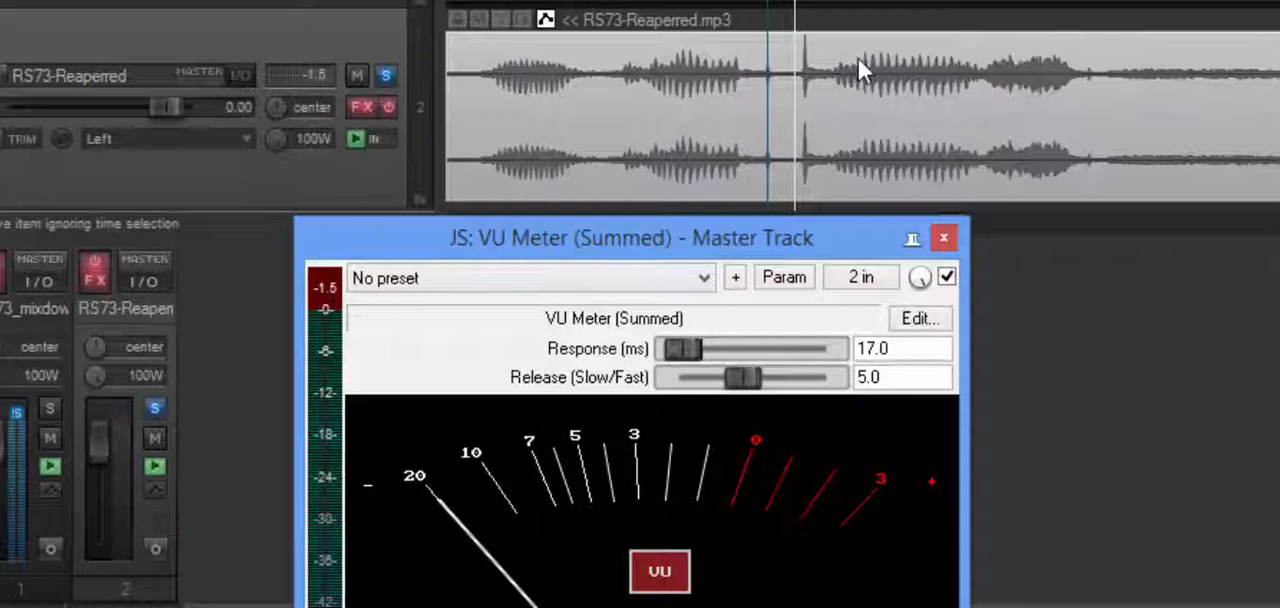 << RS73-Reaperred.mp3
RS73-Reaperred MASTER I/O -1.5 M S
0.00 center FX 2
TRIM Left 100W IN
ve item ignoring time selection
MASTER MASTER
I/O FX I/O
73_mixdow RS73-Reaper
center center
100W 100W
S S
M M
1 2
JS: VU Meter (Summed) - Master Track x
-1.5 No preset + Param 2 in
-0-
VU Meter (Summed) Edit...
-6- Response (ms) 17.0
Release (Slow/Fast) 5.0
-12-
-18-
-24-
-30-
-36-
-42-
- 20 10 7 5 3 0 3 +
VU